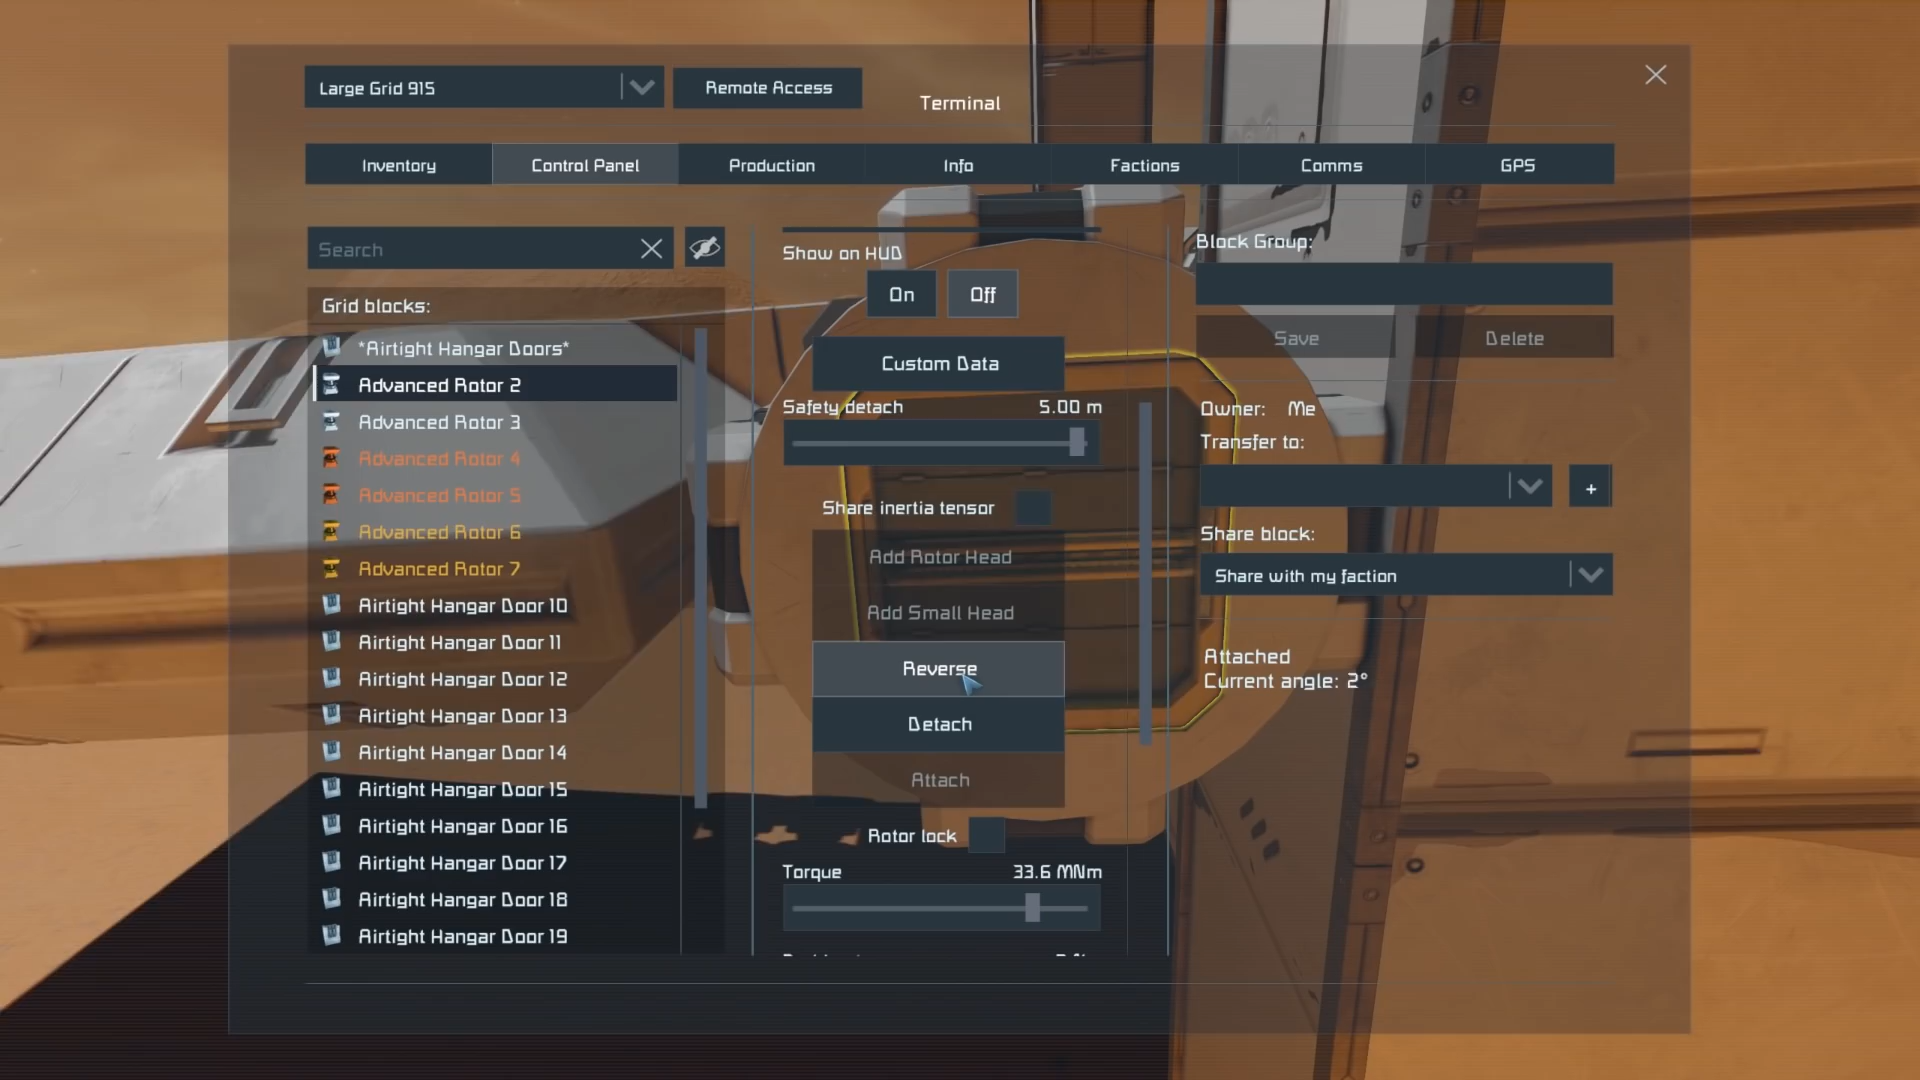 Large Grid 915
Remote Access
Terminal
Inventory
Control Panel
Production
Info
Factions
Comms
GPS
Search
Grid blocks:
*Airtight Hangar Doors*
Advanced Rotor 2
Advanced Rotor 3
Advanced Rotor 4
Advanced Rotor 5
Advanced Rotor 6
Advanced Rotor 7
Airtight Hangar Door 10
Airtight Hangar Door 11
Airtight Hangar Door 12
Airtight Hangar Door 13
Airtight Hangar Door 14
Airtight Hangar Door 15
Airtight Hangar Door 16
Airtight Hangar Door 17
Airtight Hangar Door 18
Airtight Hangar Door 19
Show on HUD
On
Off
Custom Data
Safety detach 5.00 m
Share inertia tensor
Add Rotor Head
Add Small Head
Reverse
Detach
Attach
Rotor lock
Torque 33.6 MNm
Block Group:
Save
Delete
Owner: Me
Transfer to:
+
Share block:
Share with my faction
Attached
Current angle: 2°